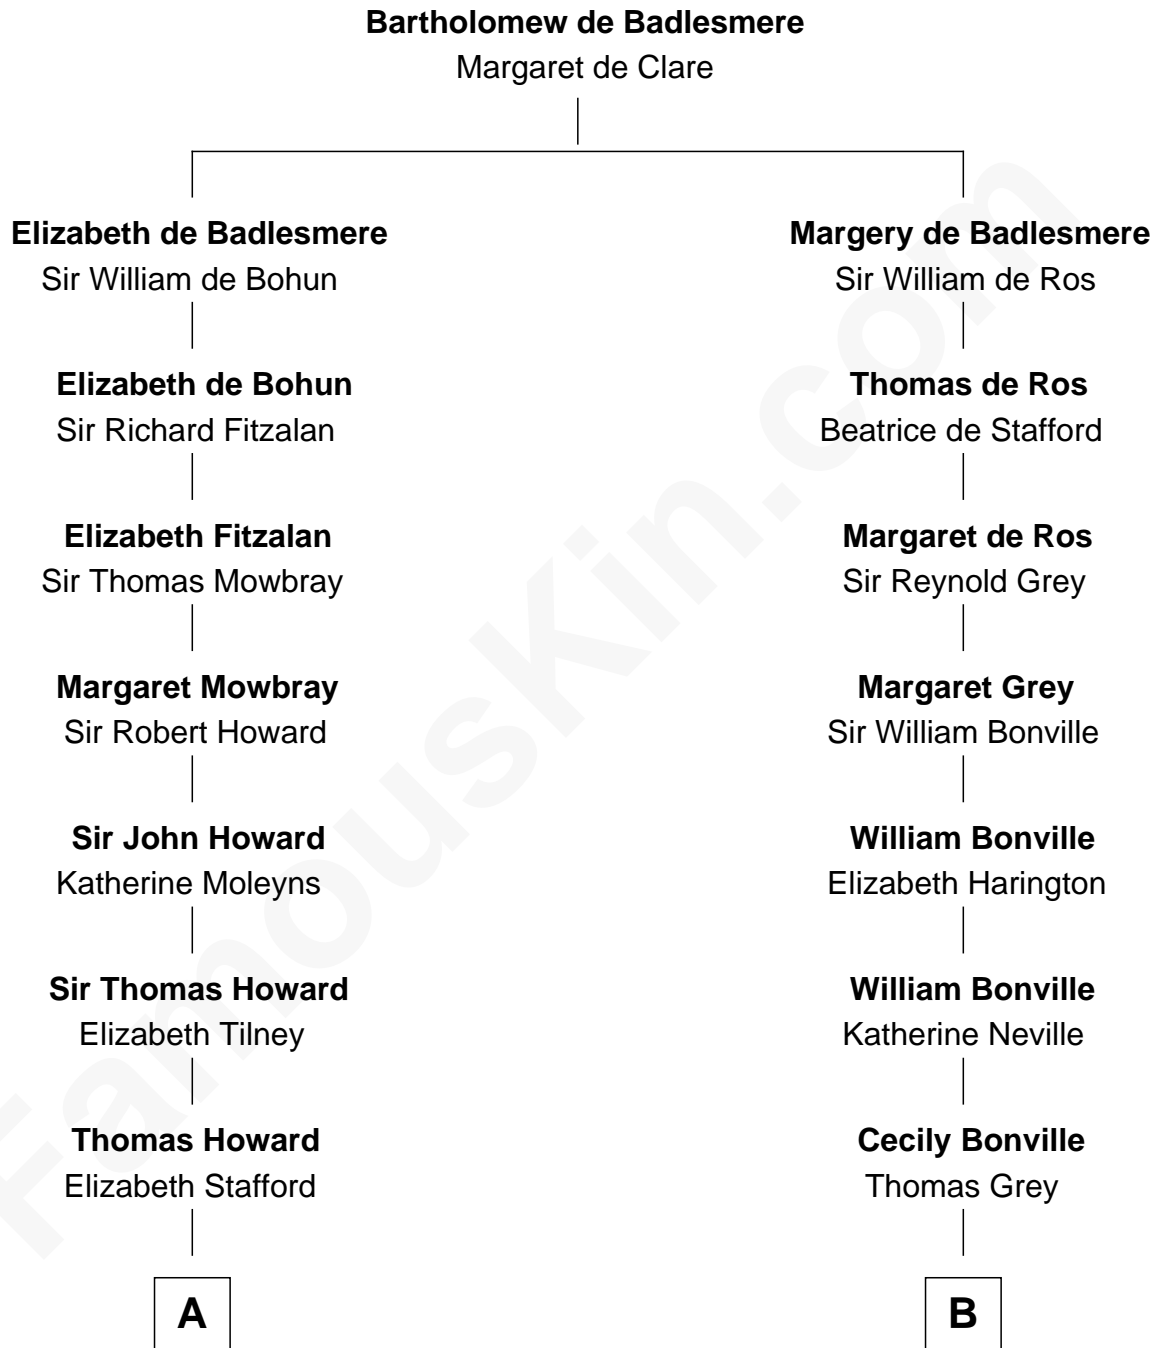 Bartholomew de Badlesmere
Margaret de Clare
Elizabeth de Badlesmere
Sir William de Bohun
Margery de Badlesmere
Sir William de Ros
Elizabeth de Bohun
Sir Richard Fitzalan
Thomas de Ros
Beatrice de Stafford
Elizabeth Fitzalan
Sir Thomas Mowbray
Margaret de Ros
Sir Reynold Grey
Margaret Mowbray
Sir Robert Howard
Margaret Grey
Sir William Bonville
Sir John Howard
Katherine Moleyns
William Bonville
Elizabeth Harington
Sir Thomas Howard
Elizabeth Tilney
William Bonville
Katherine Neville
Thomas Howard
Elizabeth Stafford
Cecily Bonville
Thomas Grey
A
B
FamousKin.com